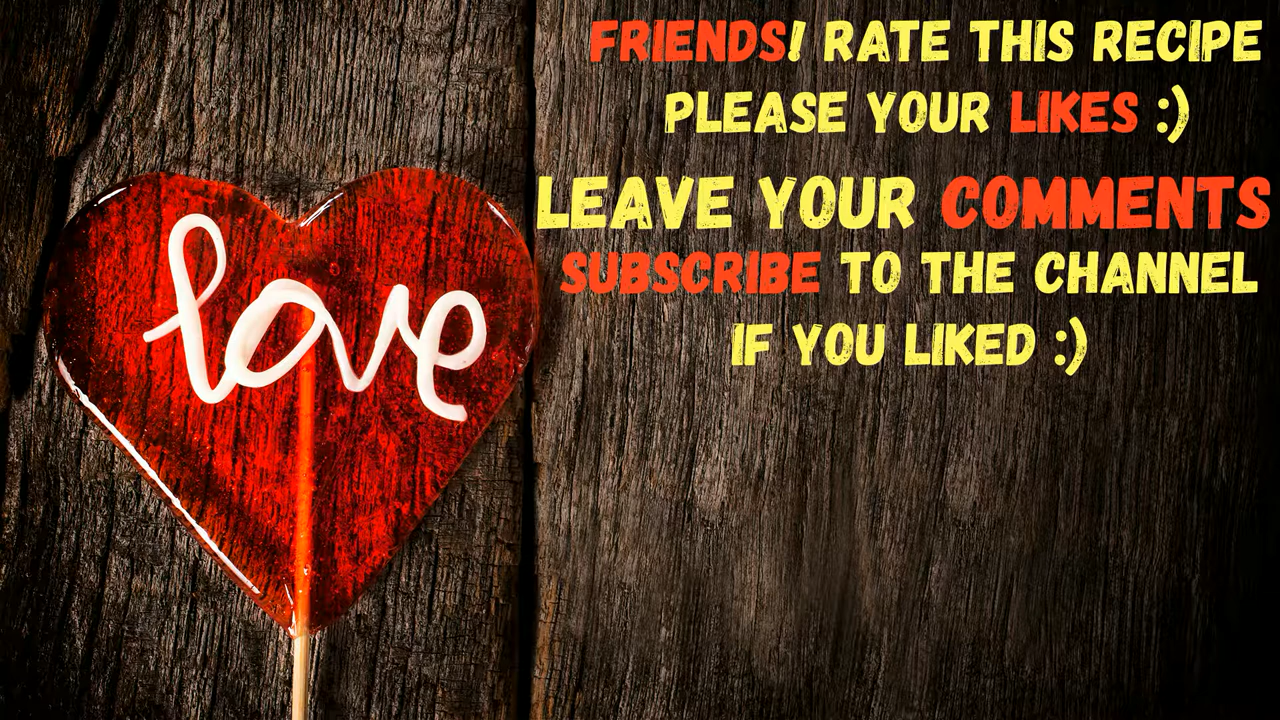 love
FRIENDS! RATE THIS RECIPE
PLEASE YOUR LIKES :)
LEAVE YOUR COMMENTS
SUBSCRIBE TO THE CHANNEL
IF YOU LIKED :)